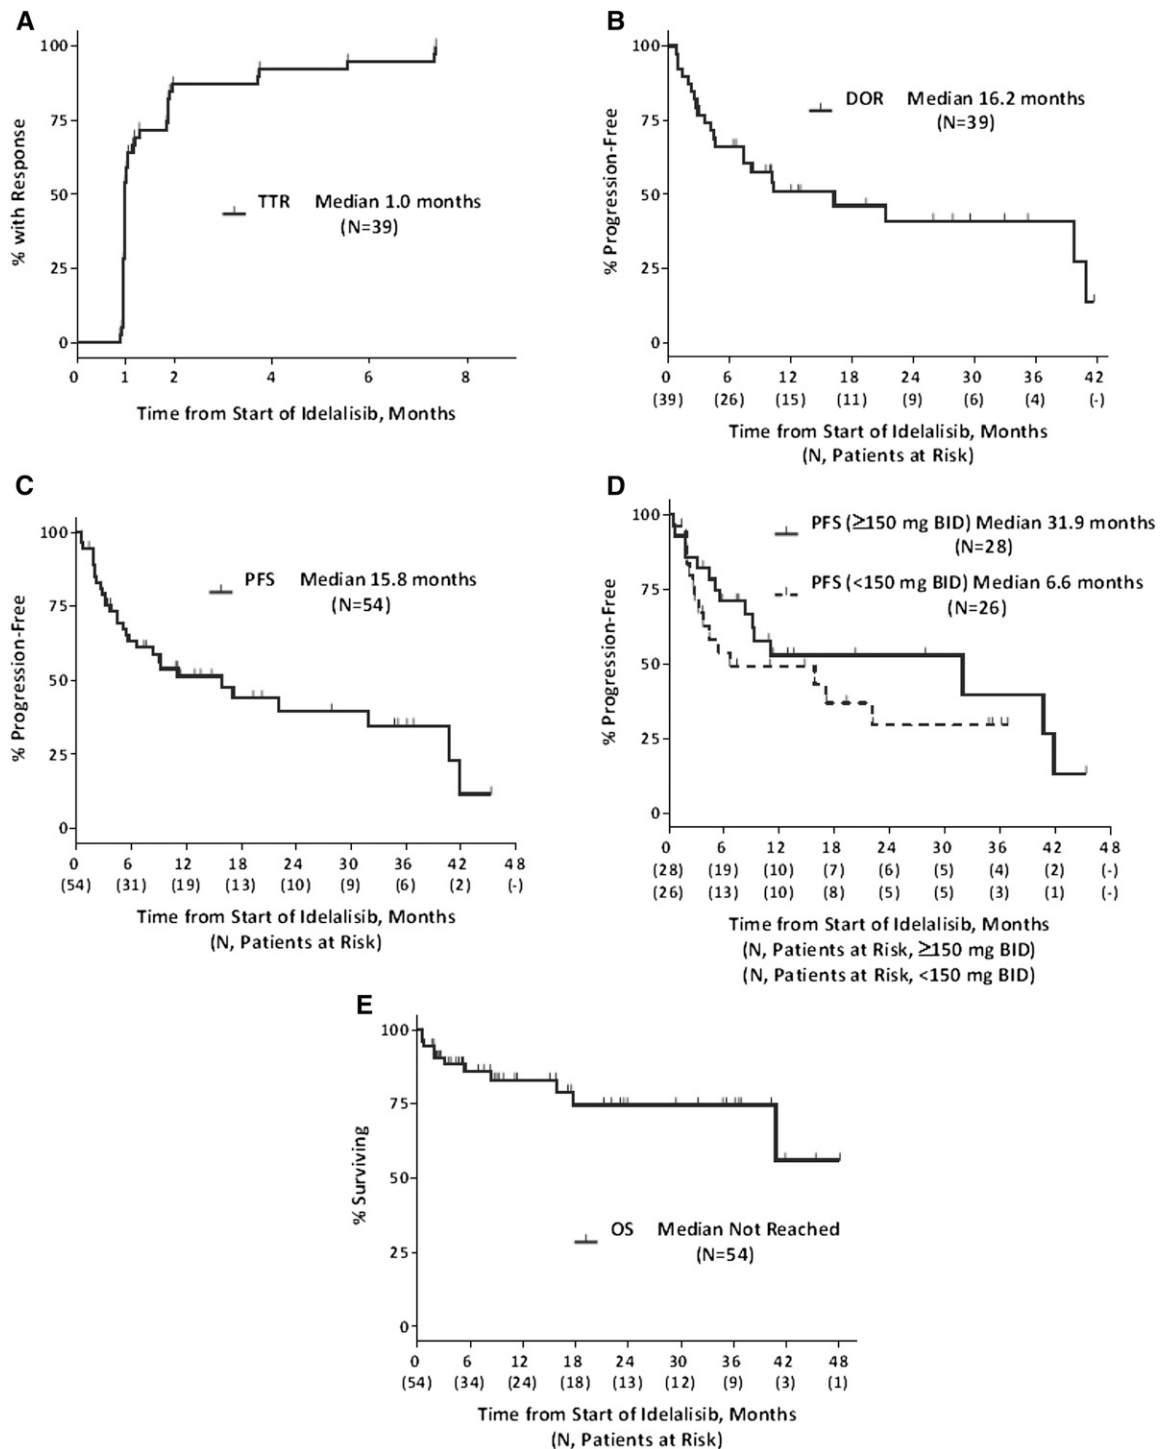 A
% with Response
100
75
50
25
0
TTR Median 1.0 months
(N=39)
0 1 2 4 6 8
Time from Start of Idelalisib, Months
B
% Progression-Free
100
75
50
25
0
DOR Median 16.2 months
(N=39)
0 6 12 18 24 30 36 42
(39) (26) (15) (11) (9) (6) (4) (-)
Time from Start of Idelalisib, Months
(N, Patients at Risk)
C
% Progression-Free
100
75
50
25
0
PFS Median 15.8 months
(N=54)
0 6 12 18 24 30 36 42 48
(54) (31) (19) (13) (10) (9) (6) (2) (-)
Time from Start of Idelalisib, Months
(N, Patients at Risk)
D
% Progression-Free
100
75
50
25
0
PFS (≥150 mg BID) Median 31.9 months
(N=28)
PFS (<150 mg BID) Median 6.6 months
(N=26)
0 6 12 18 24 30 36 42 48
(28) (19) (10) (7) (6) (5) (4) (2) (-)
(26) (13) (10) (8) (5) (5) (3) (1) (-)
Time from Start of Idelalisib, Months
(N, Patients at Risk, ≥150 mg BID)
(N, Patients at Risk, <150 mg BID)
E
% Surviving
100
75
50
25
0
OS Median Not Reached
(N=54)
0 6 12 18 24 30 36 42 48
(54) (34) (24) (18) (13) (12) (9) (3) (1)
Time from Start of Idelalisib, Months
(N, Patients at Risk)